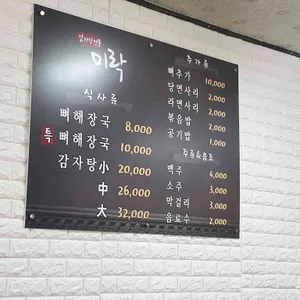 미락
식사류
뼈해장국 8,000
특 뼈해장국 10,000
감자탕 小 20,000
中 26,000
大 32,000
추가류
뼈추가 10,000
당면사리 2,000
라면사리 2,000
볶음밥 2,000
공기밥 1,000
주류&음료
맥주 4,000
소주 3,000
막걸리 3,000
음료수 2,000